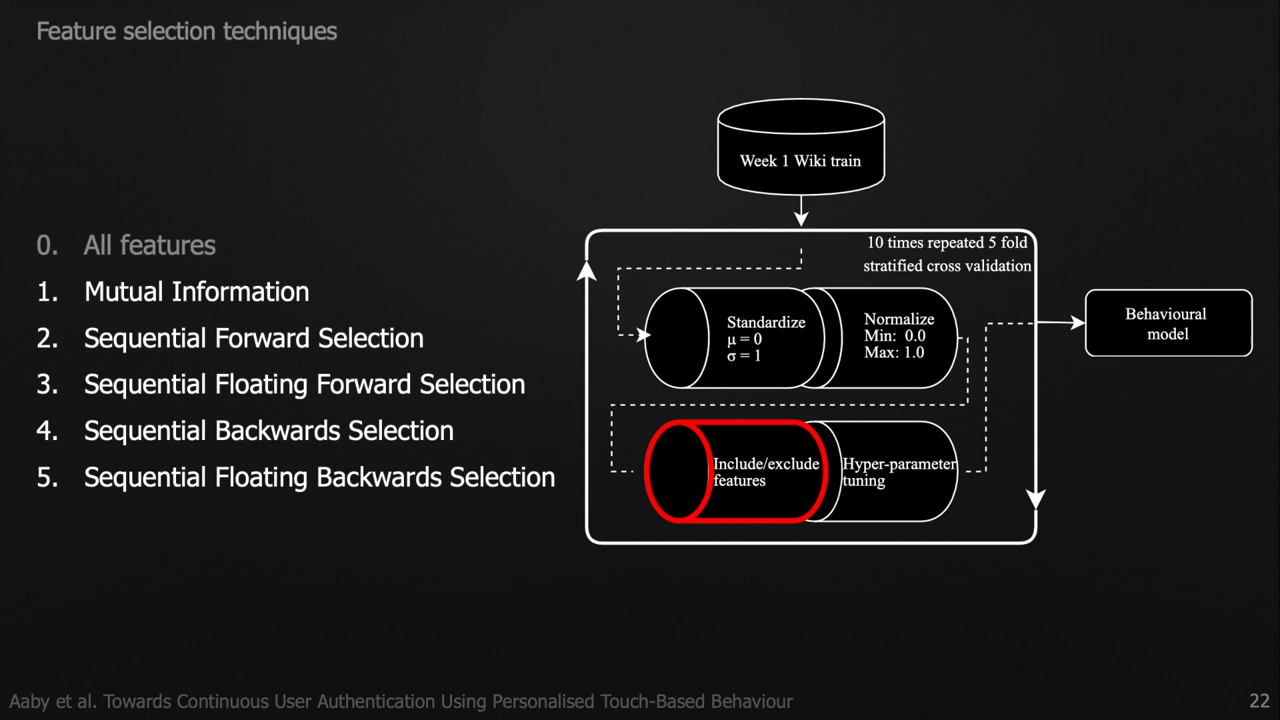 Feature selection techniques
0. All features
1. Mutual Information
2. Sequential Forward Selection
3. Sequential Floating Forward Selection
4. Sequential Backwards Selection
5. Sequential Floating Backwards Selection
Week 1 Wiki train
10 times repeated 5 fold
stratified cross validation
Standardize
μ = 0
σ = 1
Normalize
Min: 0.0
Max: 1.0
Include/exclude
features
Hyper-parameter
tuning
Behavioural
model
Aaby et al. Towards Continuous User Authentication Using Personalised Touch-Based Behaviour
22